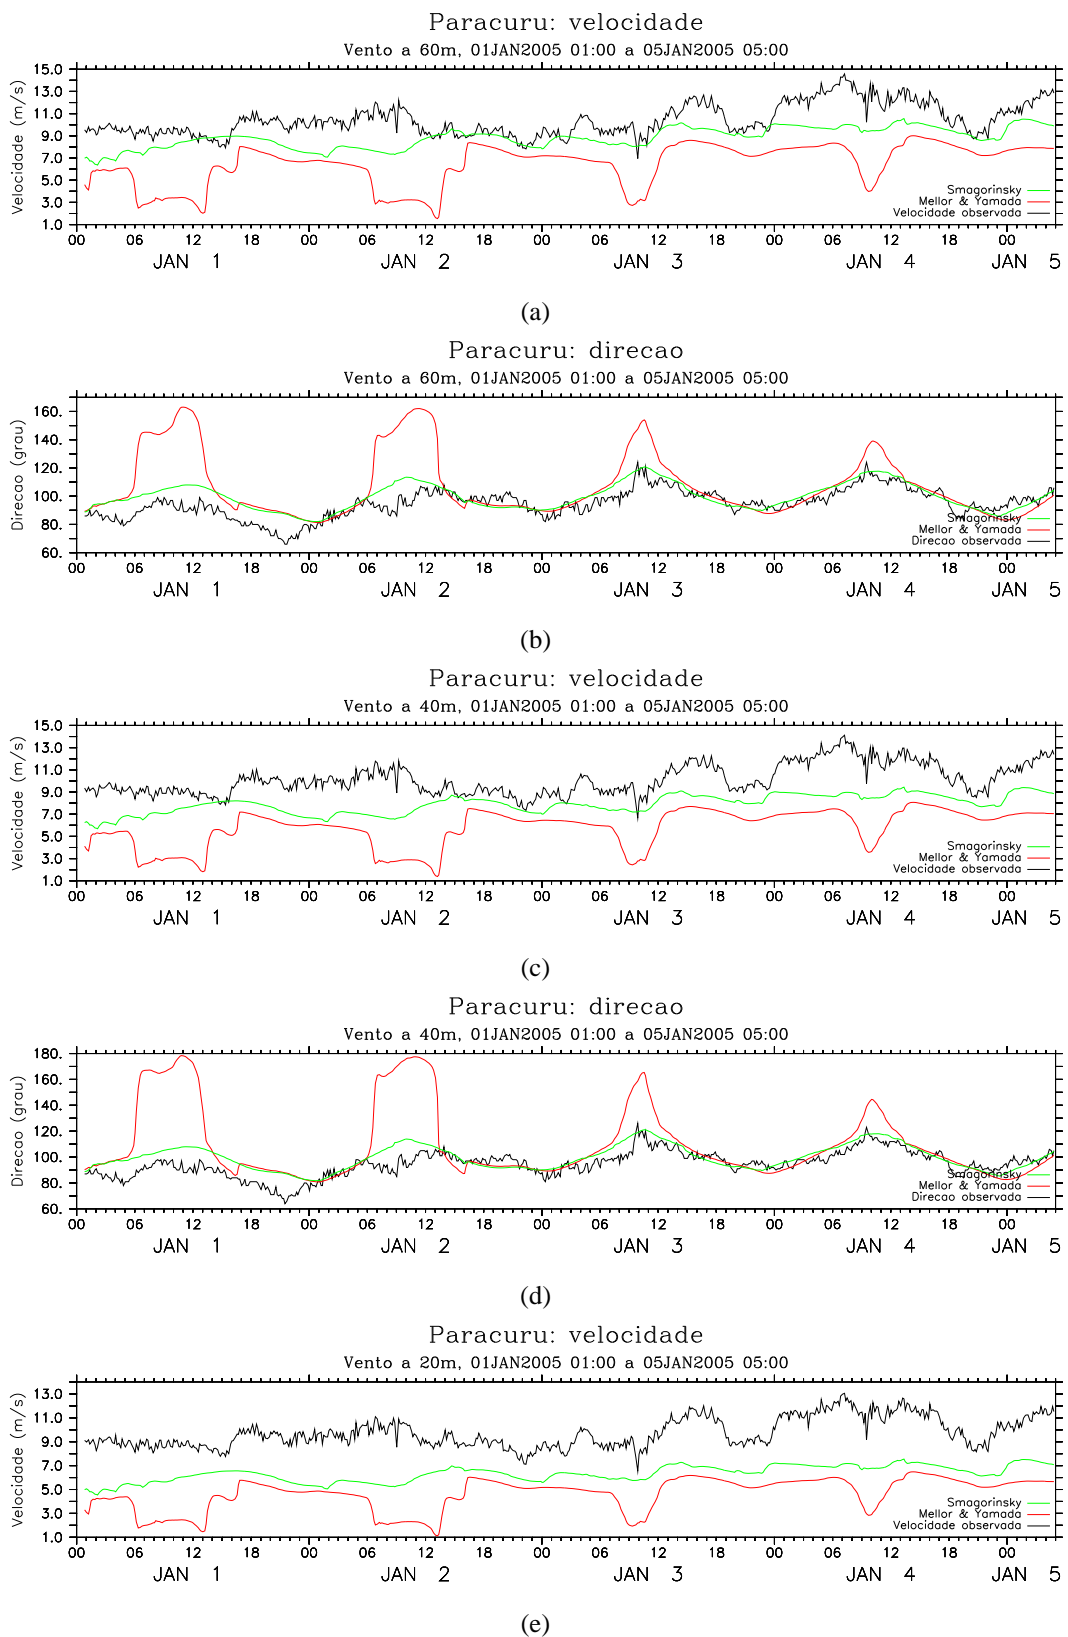 Paracuru: velocidade
Vento a 60m, 01JAN2005 01:00 a 05JAN2005 05:00
Velocidade (m/s)
15.0
13.0
11.0
9.0
7.0
5.0
3.0
1.0
Smagorinsky
Mellor & Yamada
Velocidade observada
00 06 12 18 00 06 12 18 00 06 12 18 00 06 12 18 00
JAN 1 JAN 2 JAN 3 JAN 4 JAN 5
(a)
Paracuru: direcao
Vento a 60m, 01JAN2005 01:00 a 05JAN2005 05:00
Direcao (grau)
160.
140.
120.
100.
80.
60.
Smagorinsky
Mellor & Yamada
Direcao observada
00 06 12 18 00 06 12 18 00 06 12 18 00 06 12 18 00
JAN 1 JAN 2 JAN 3 JAN 4 JAN 5
(b)
Paracuru: velocidade
Vento a 40m, 01JAN2005 01:00 a 05JAN2005 05:00
Velocidade (m/s)
15.0
13.0
11.0
9.0
7.0
5.0
3.0
1.0
Smagorinsky
Mellor & Yamada
Velocidade observada
00 06 12 18 00 06 12 18 00 06 12 18 00 06 12 18 00
JAN 1 JAN 2 JAN 3 JAN 4 JAN 5
(c)
Paracuru: direcao
Vento a 40m, 01JAN2005 01:00 a 05JAN2005 05:00
Direcao (grau)
180.
160.
140.
120.
100.
80.
60.
Smagorinsky
Mellor & Yamada
Direcao observada
00 06 12 18 00 06 12 18 00 06 12 18 00 06 12 18 00
JAN 1 JAN 2 JAN 3 JAN 4 JAN 5
(d)
Paracuru: velocidade
Vento a 20m, 01JAN2005 01:00 a 05JAN2005 05:00
Velocidade (m/s)
13.0
11.0
9.0
7.0
5.0
3.0
1.0
Smagorinsky
Mellor & Yamada
Velocidade observada
00 06 12 18 00 06 12 18 00 06 12 18 00 06 12 18 00
JAN 1 JAN 2 JAN 3 JAN 4 JAN 5
(e)